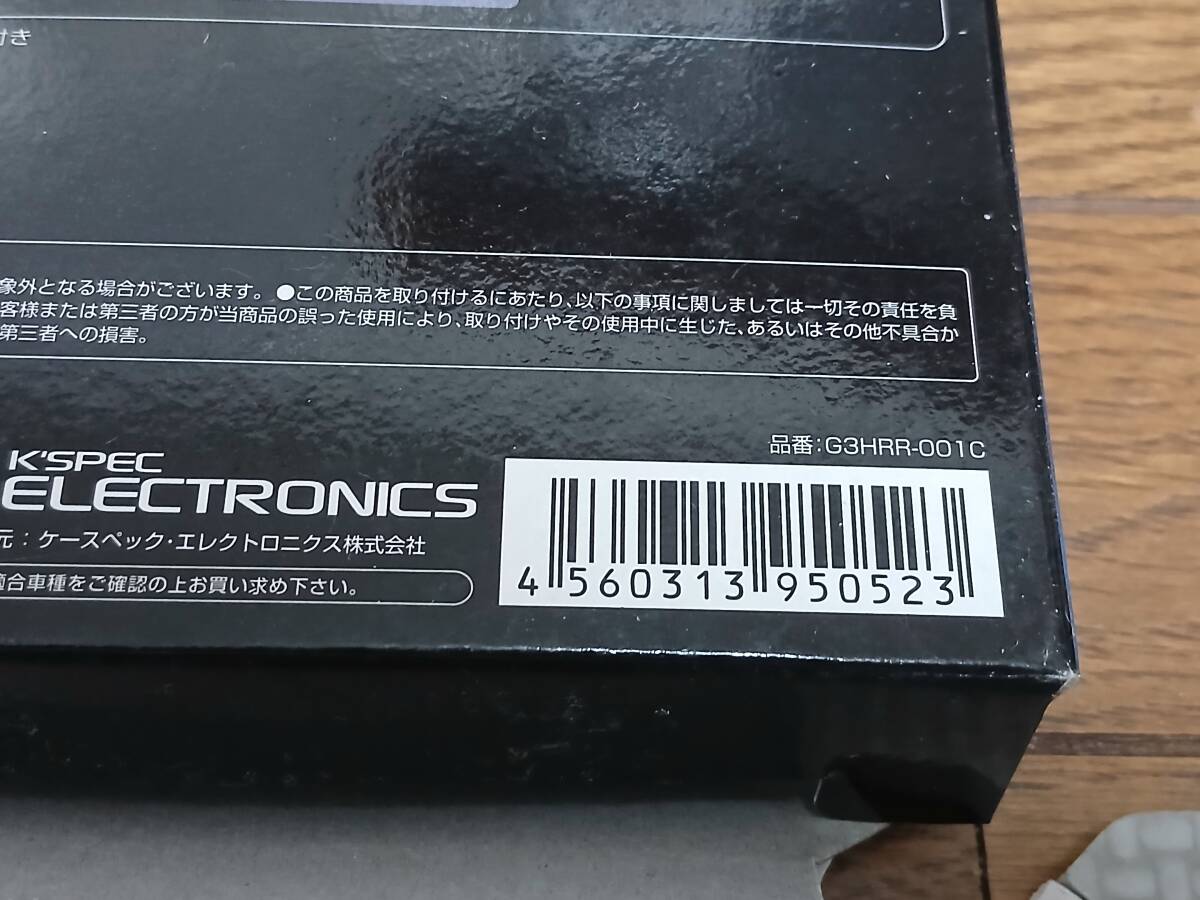 付き
象外となる場合がございます。 ●この商品を取り付けるにあたり、以下の事項に関しましては一切その責任を負
客様または第三者の方が当商品の誤った使用により、取り付けやその使用中に生じた、あるいはその他不具合か
第三者への損害。
品番:G3HRR-001C
K'SPEC
ELECTRONICS
元:ケースペック・エレクトロニクス株式会社
適合車種をご確認の上お買い求め下さい。
4 560313 950523